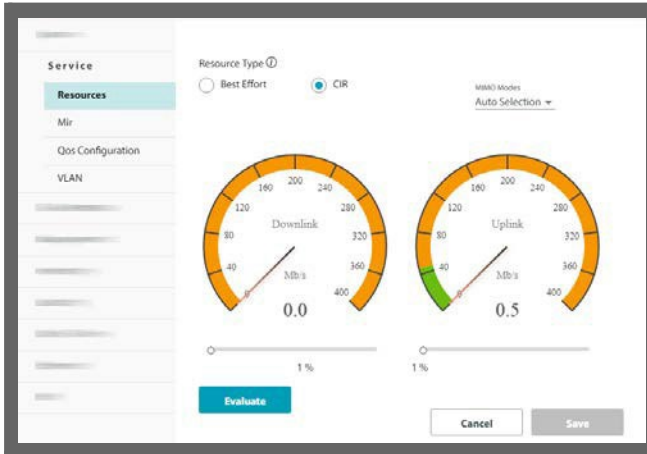 Service
Resources
Mir
Qos Configuration
VLAN
Resource Type
Best Effort
CIR
MIMO Modes
Auto Selection
0
40
80
120
160
200
240
280
320
360
400
Downlink
Mb/s
0.0
1 %
0
40
80
120
160
200
240
280
320
360
400
Uplink
Mb/s
0.5
1 %
Evaluate
Cancel
Save